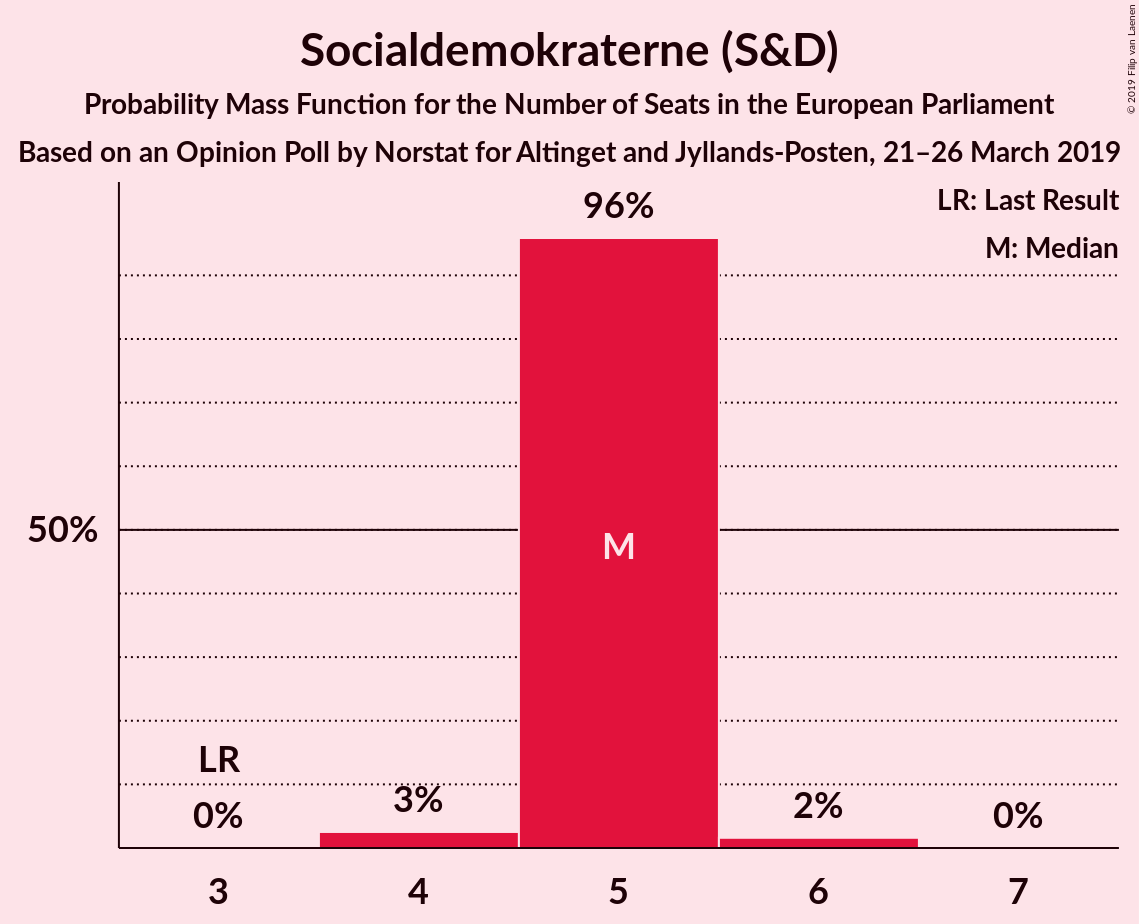 Socialdemokraterne (S&D)
Probability Mass Function for the Number of Seats in the European Parliament
Based on an Opinion Poll by Norstat for Altinget and Jyllands-Posten, 21–26 March 2019
© 2019 Filip van Laenen
LR: Last Result
M: Median
96%
50%
M
LR
0%
3%
2%
0%
3
4
5
6
7